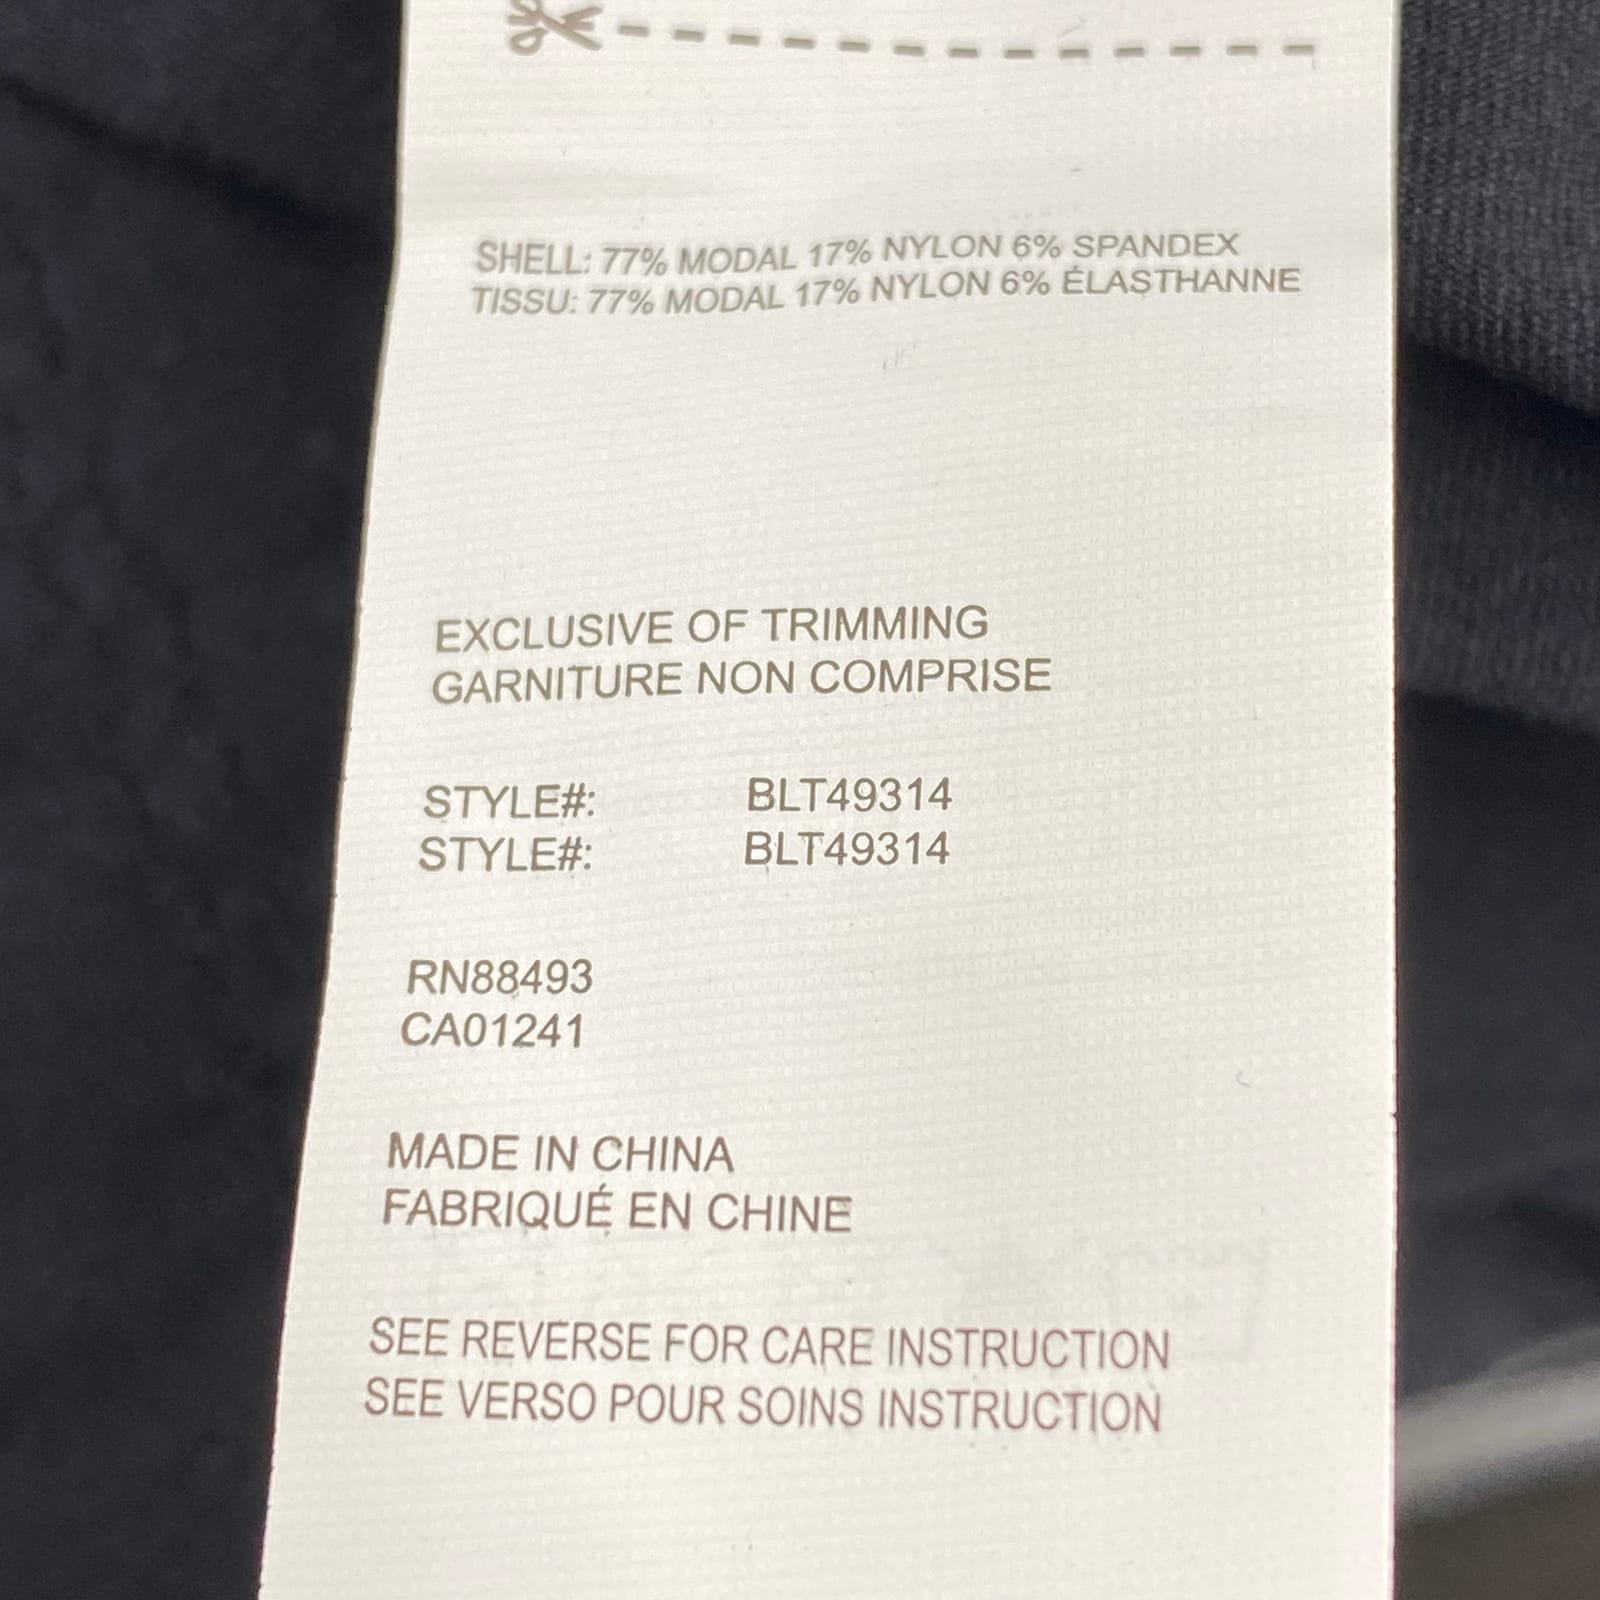 SHELL: 77% MODAL 17% NYLON 6% SPANDEX
TISSU: 77% MODAL 17% NYLON 6% ÉLASTHANNE
EXCLUSIVE OF TRIMMING
GARNITURE NON COMPRISE
STYLE#: BLT49314
STYLE#: BLT49314
RN88493
CA01241
MADE IN CHINA
FABRIQUÉ EN CHINE
SEE REVERSE FOR CARE INSTRUCTION
SEE VERSO POUR SOINS INSTRUCTION